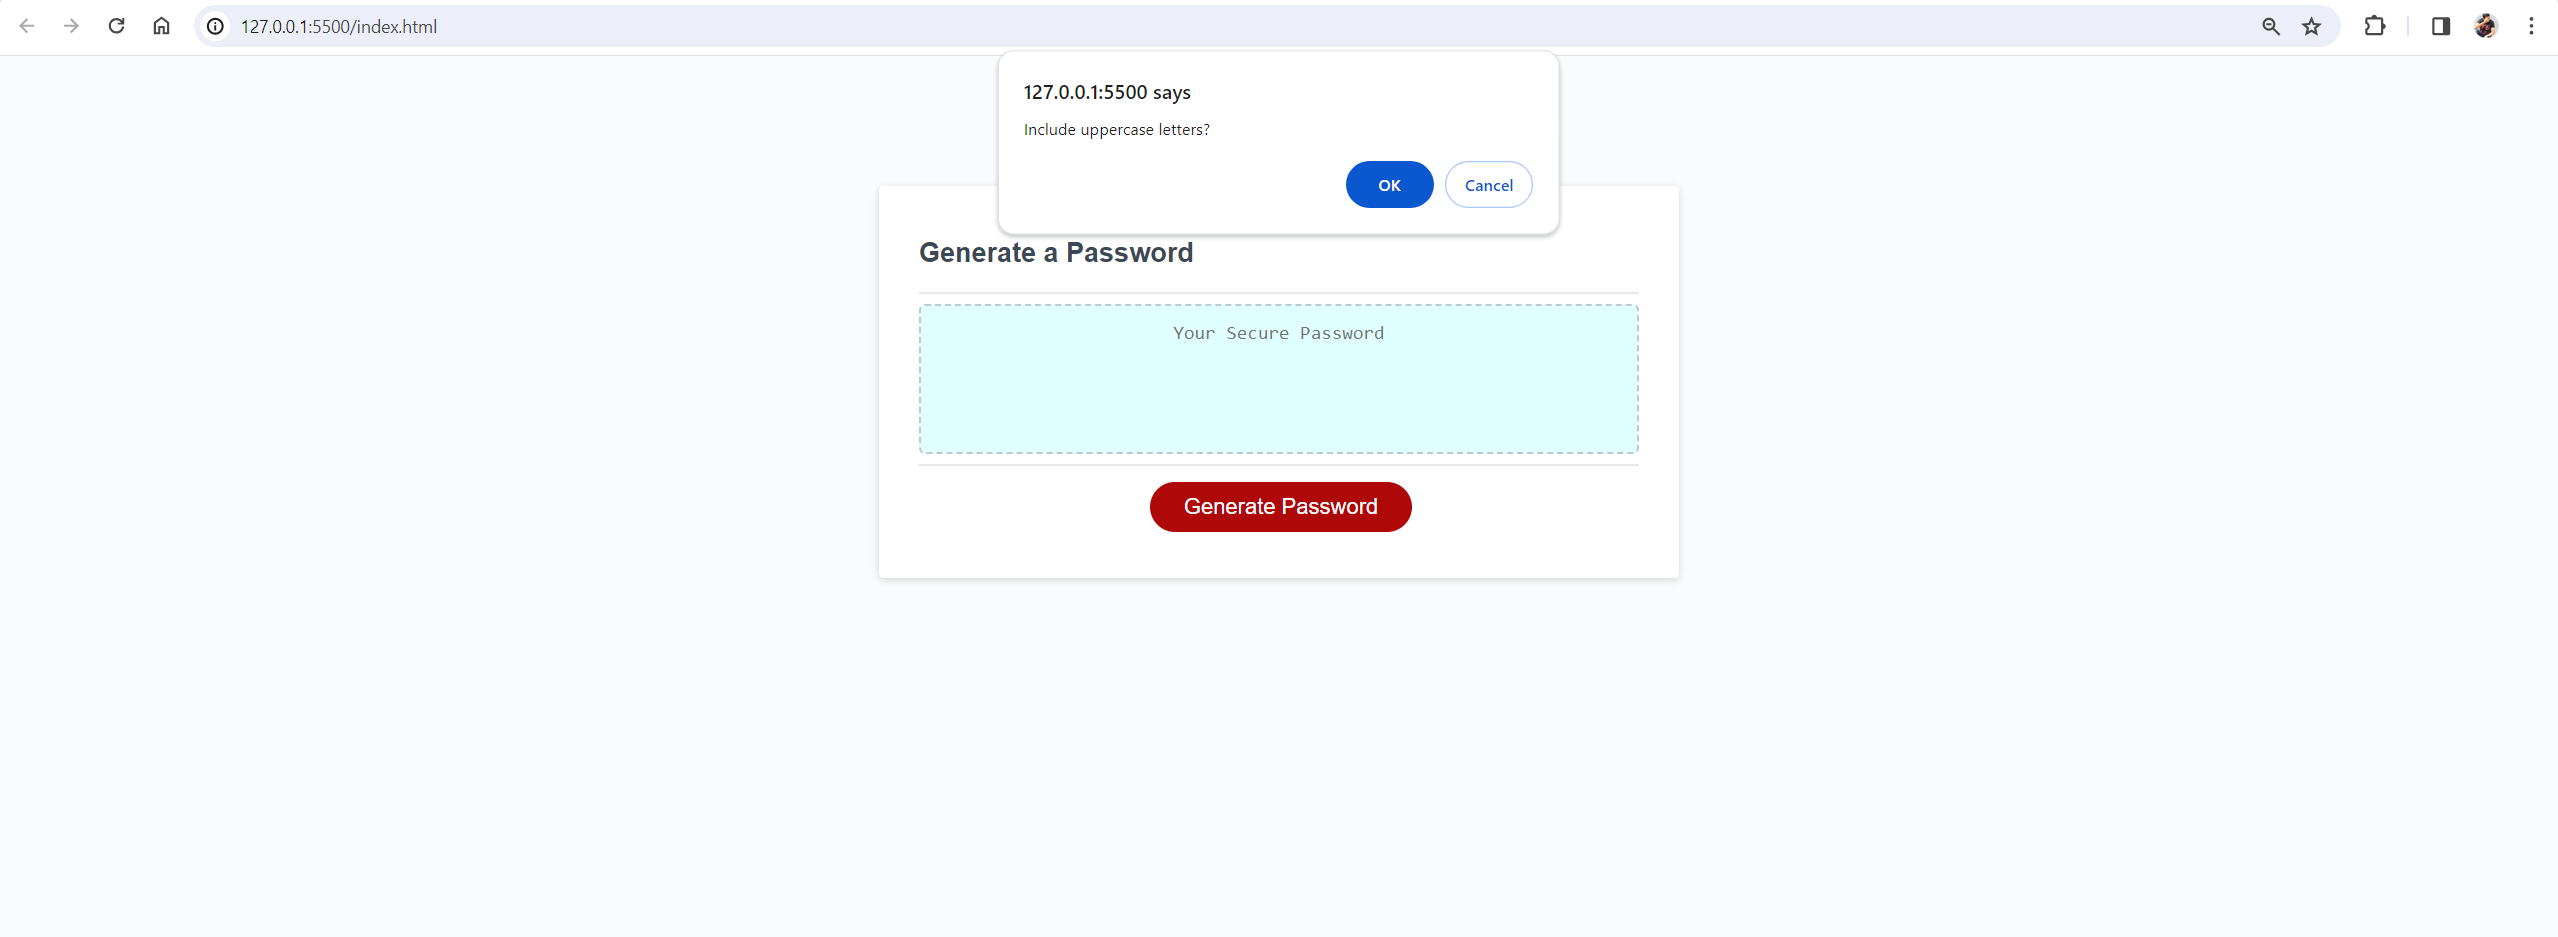 127.0.0.1:5500/index.html
127.0.0.1:5500 says
Include uppercase letters?
OK
Cancel
Generate a Password
Your Secure Password
Generate Password